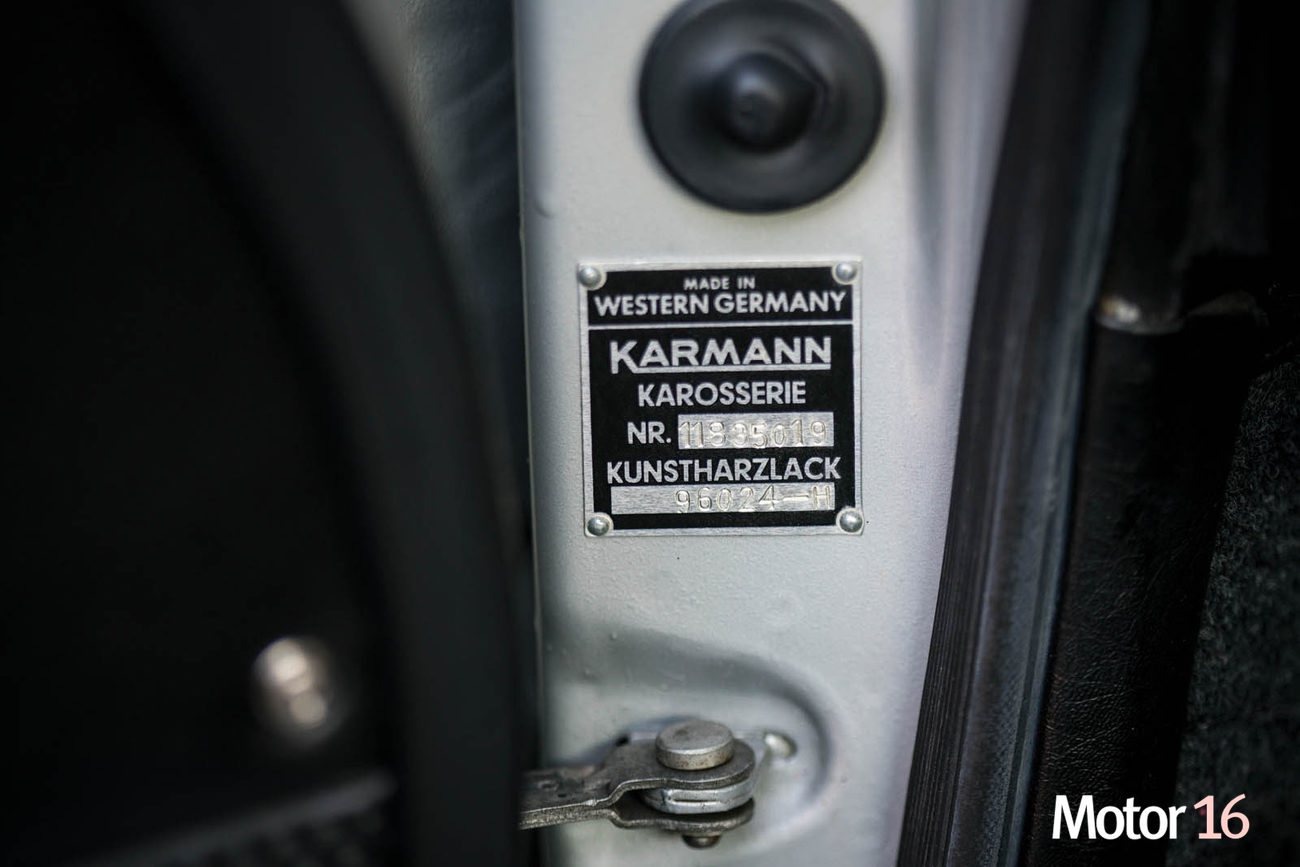 MADE IN
WESTERN GERMANY
KARMANN
KAROSSERIE
NR. 11835019
KUNSTHARZLACK
96024-H
Motor 16